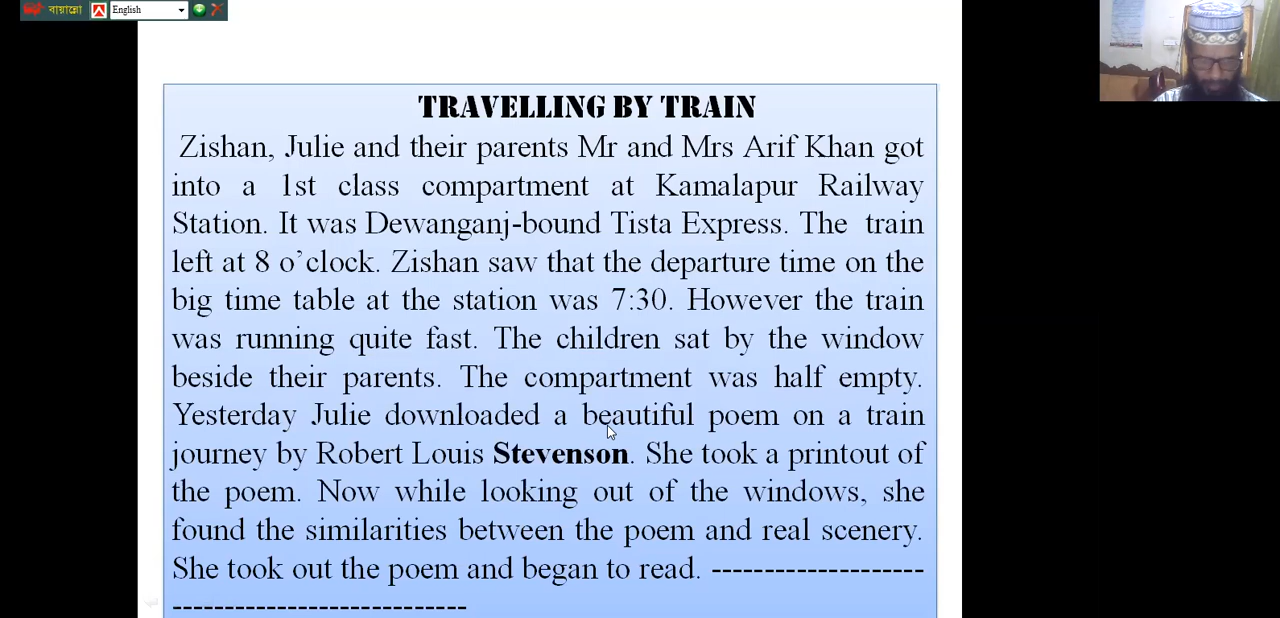 বায়ান্নো English
TRAVELLING BY TRAIN
Zishan, Julie and their parents Mr and Mrs Arif Khan got
into a 1st class compartment at Kamalapur Railway
Station. It was Dewanganj-bound Tista Express. The train
left at 8 o’clock. Zishan saw that the departure time on the
big time table at the station was 7:30. However the train
was running quite fast. The children sat by the window
beside their parents. The compartment was half empty.
Yesterday Julie downloaded a beautiful poem on a train
journey by Robert Louis Stevenson. She took a printout of
the poem. Now while looking out of the windows, she
found the similarities between the poem and real scenery.
She took out the poem and began to read. --------------------
----------------------------